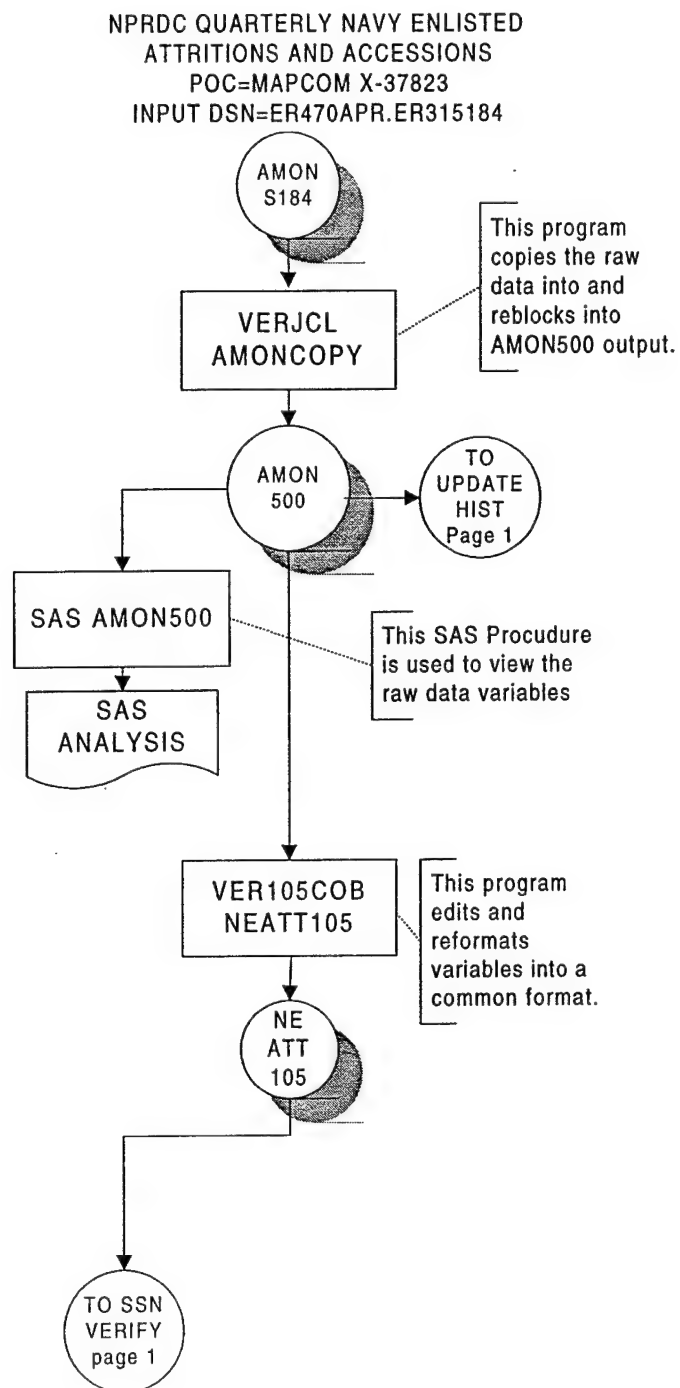 NPRDC QUARTERLY NAVY ENLISTED
ATTRITIONS AND ACCESSIONS
POC=MAPCOM X-37823
INPUT DSN=ER470APR.ER315184
AMON
S184
This program
copies the raw
data into and
reblocks into
AMON500 output.
VERJCL
AMONCOPY
AMON
500
TO
UPDATE
HIST
Page 1
SAS AMON500
This SAS Procudure
is used to view the
raw data variables
SAS
ANALYSIS
VER105COB
NEATT105
This program
edits and
reformats
variables into a
common format.
NE
ATT
105
TO SSN
VERIFY
page 1